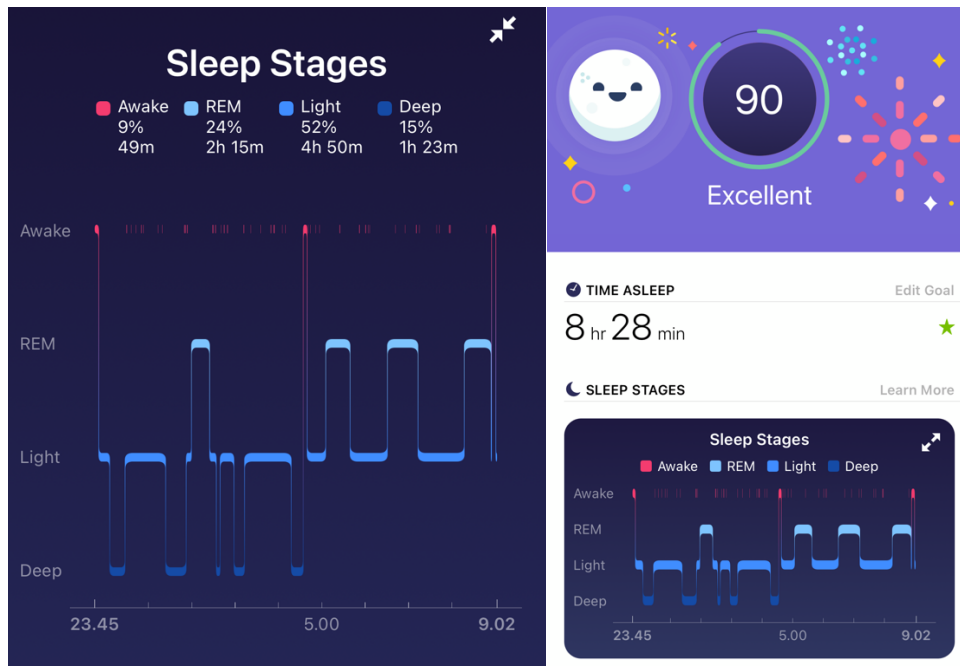 Sleep Stages
Awake REM Light Deep
9% 24% 52% 15%
49m 2h 15m 4h 50m 1h 23m
Awake
REM
Light
Deep
23.45 5.00 9.02
90
Excellent
TIME ASLEEP Edit Goal
8 hr 28 min
SLEEP STAGES Learn More
Sleep Stages
Awake REM Light Deep
Awake
REM
Light
Deep
23.45 5.00 9.02